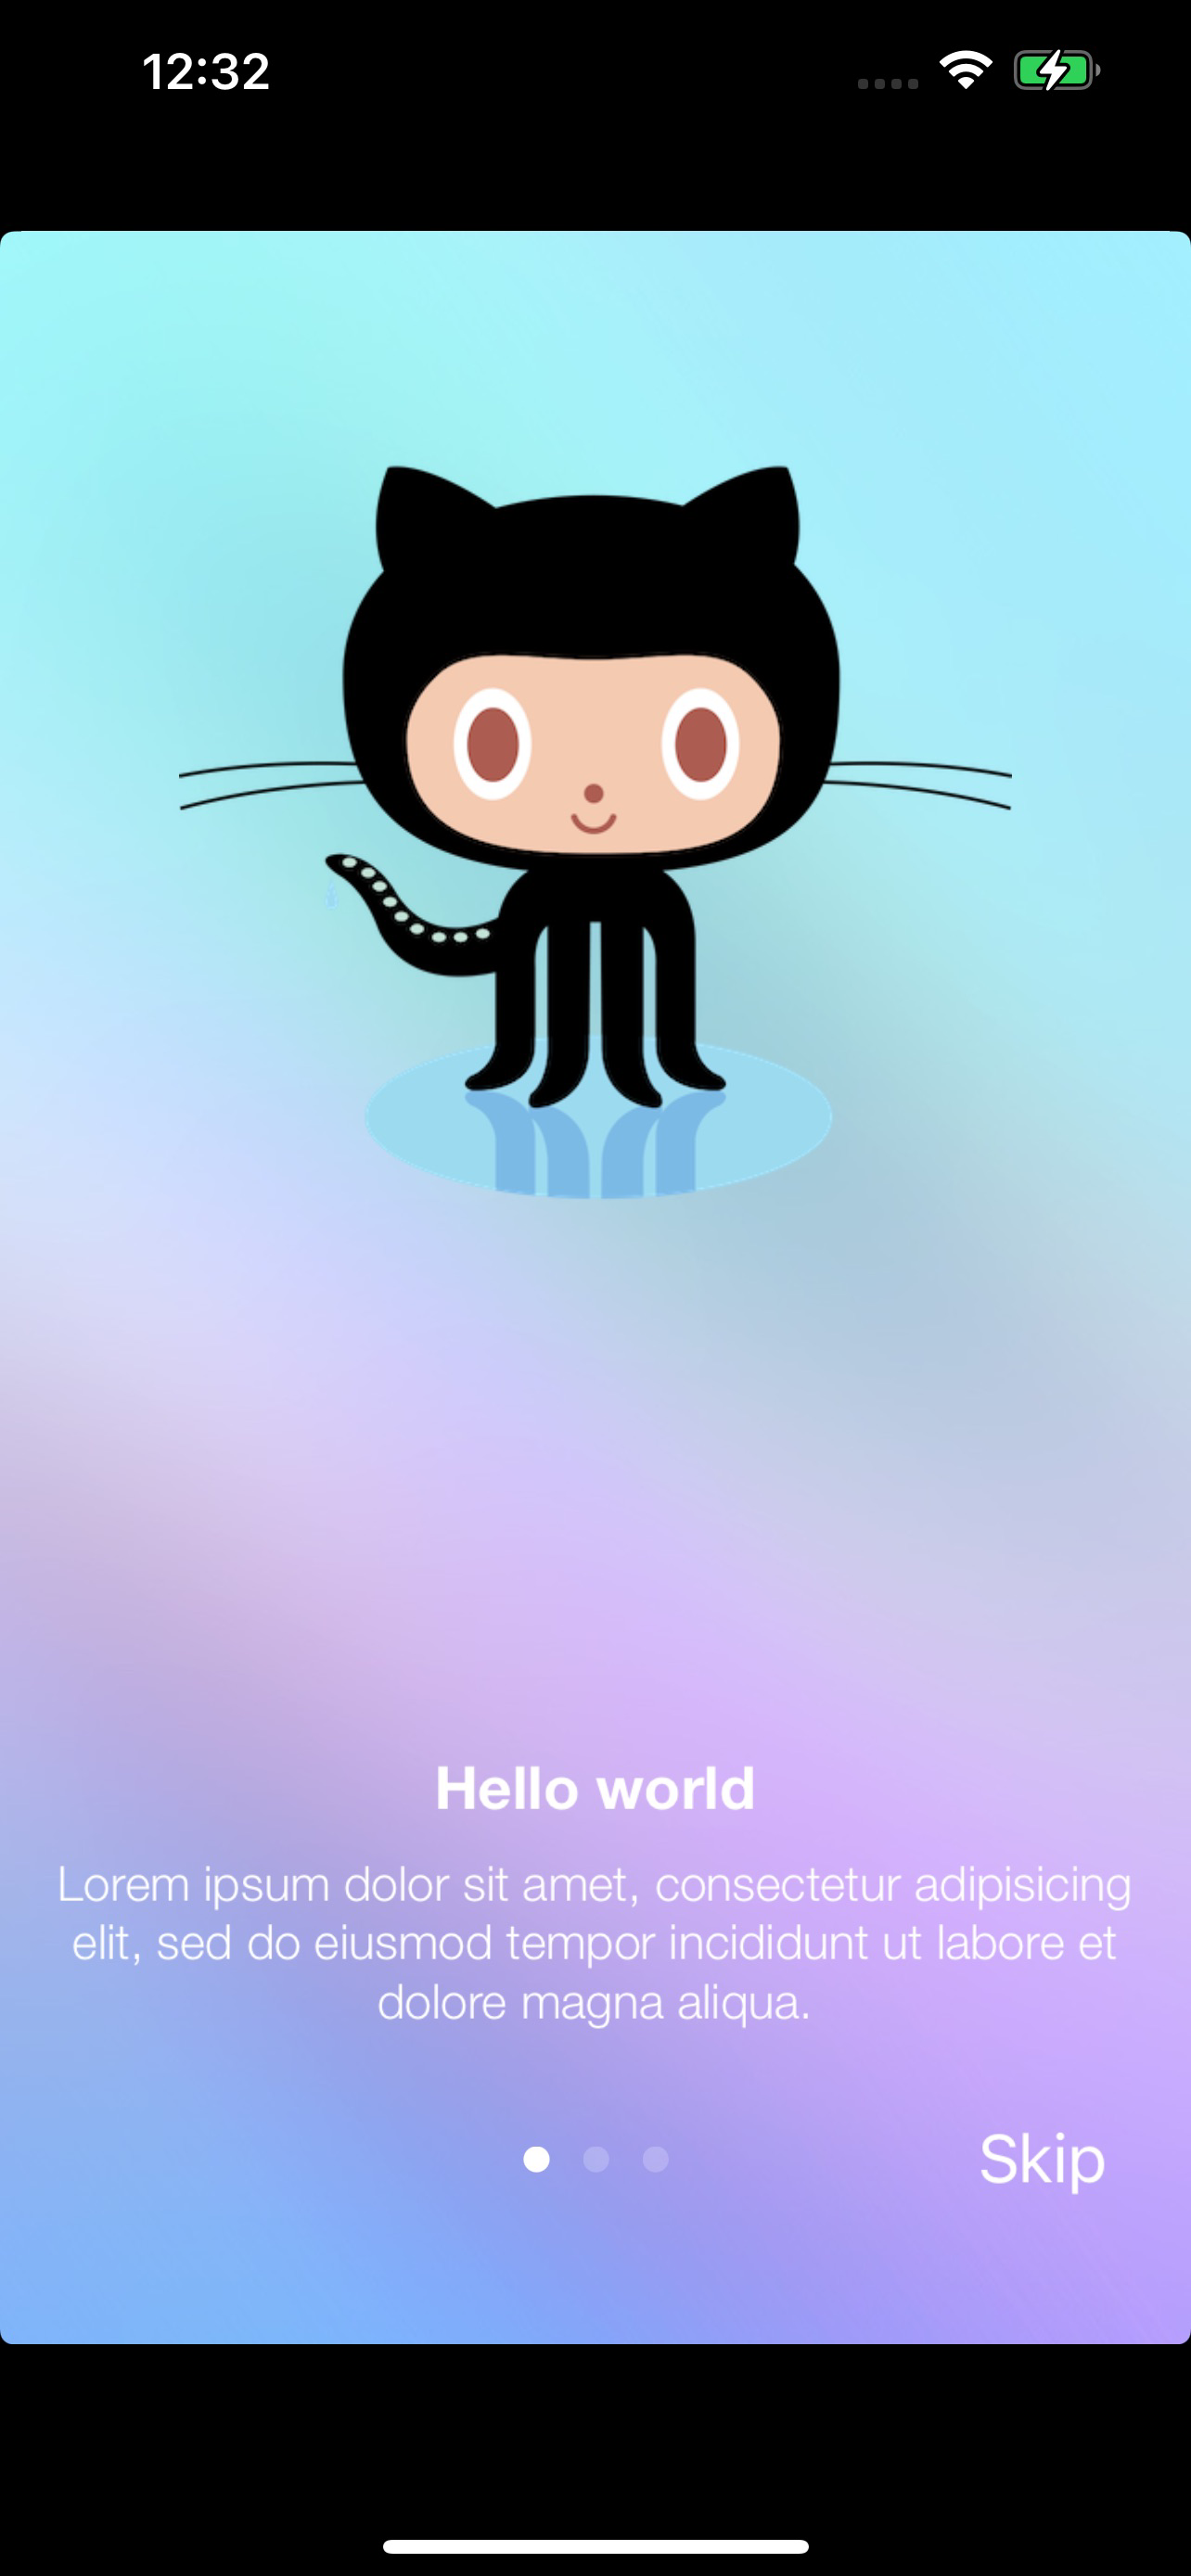 12:32
Hello world
Lorem ipsum dolor sit amet, consectetur adipisicing
elit, sed do eiusmod tempor incididunt ut labore et
dolore magna aliqua.
Skip